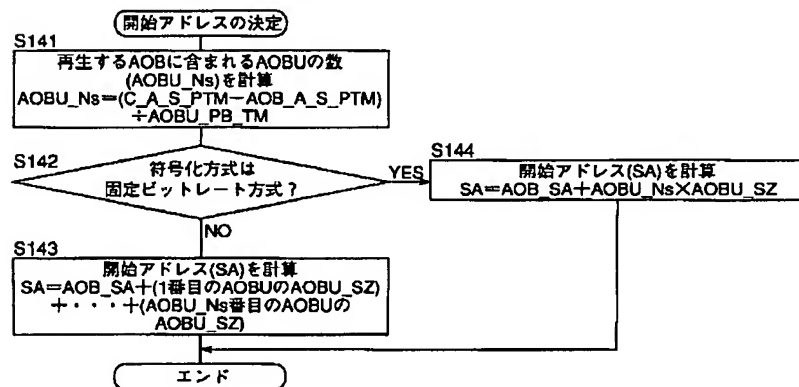 開始アドレスの決定
S141
再生するAOBに含まれるAOBUの数
(AOBU_Ns)を計算
AOBU_Ns=(C_A_S_PTM-AOB_A_S_PTM)
÷AOBU_PB_TM
S142
符号化方式は
固定ビットレート方式?
YES
S144
開始アドレス(SA)を計算
SA=AOB_SA+AOBU_Ns×AOBU_SZ
NO
S143
開始アドレス(SA)を計算
SA=AOB_SA+(1番目のAOBUのAOBU_SZ)
+・・・+(AOBU_Ns番目のAOBUの
AOBU_SZ)
エンド